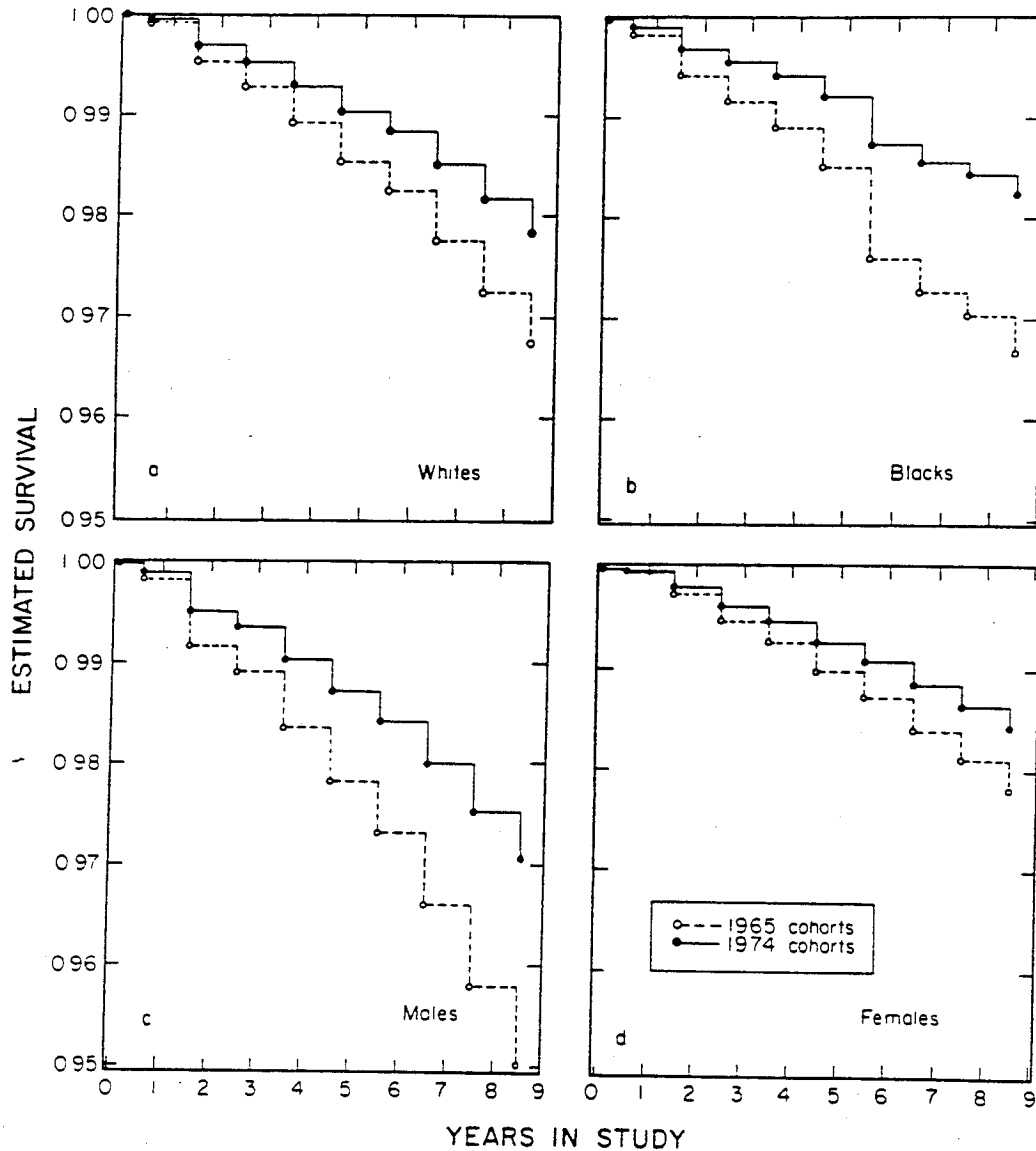 1 00
0 99
0 98
0 97
0 96
0 95
a
Whites
b
Blacks
ESTIMATED SURVIVAL
1 00
0 99
0 98
0 97
0 96
0 95
c
Males
0 1 2 3 4 5 6 7 8 9
1965 cohorts
1974 cohorts
d
Females
0 1 2 3 4 5 6 7 8 9
YEARS IN STUDY